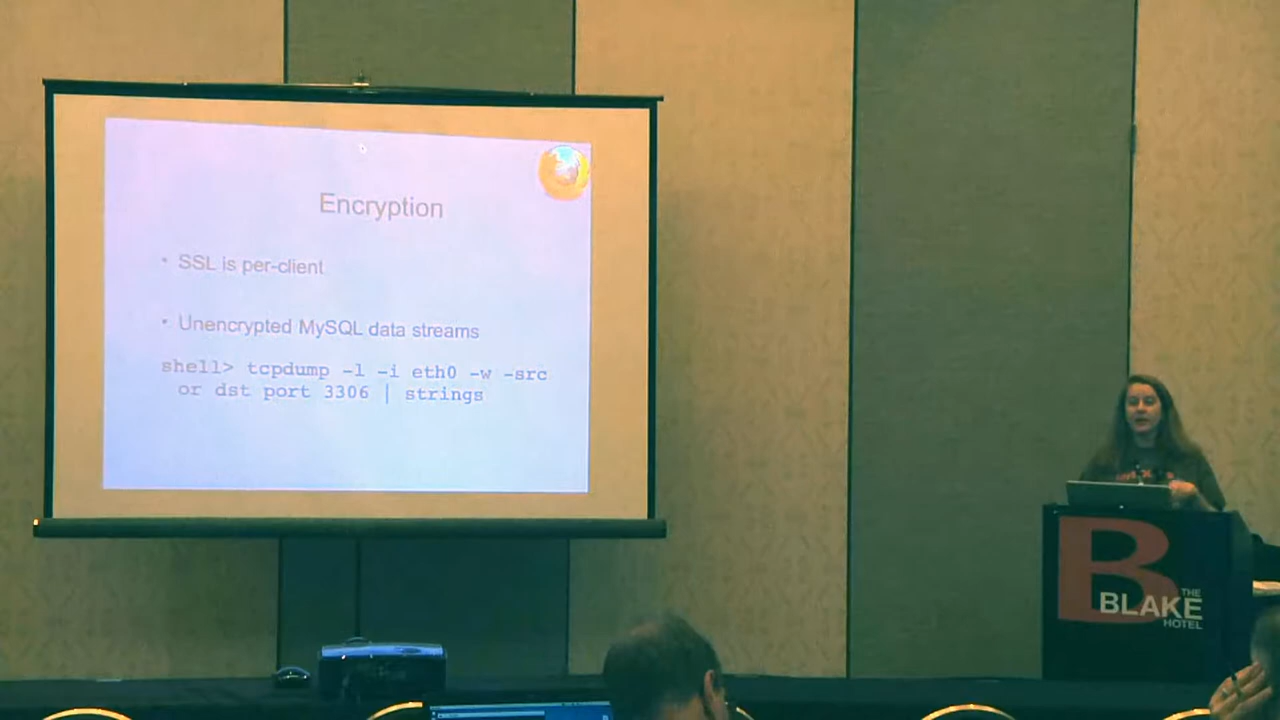 Encryption
• SSL is per-client
• Unencrypted MySQL data streams
shell> tcpdump -l -i eth0 -w -src
or dst port 3306 | strings
B
THE
BLAKE
HOTEL